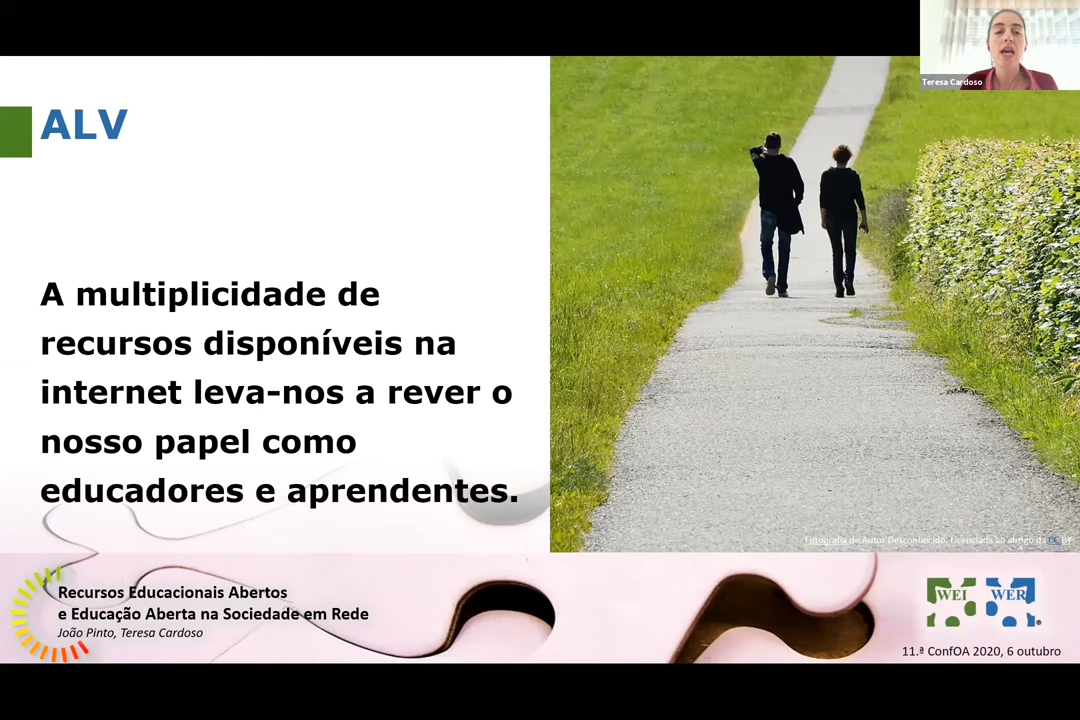 Teresa Cardoso
ALV
A multiplicidade de
recursos disponíveis na
internet leva-nos a rever o
nosso papel como
educadores e aprendentes.
Fotografia de Autor Desconhecido. Licenciada ao abrigo da CC BY
Recursos Educacionais Abertos
e Educação Aberta na Sociedade em Rede
João Pinto, Teresa Cardoso
WEI WER®
11.ª ConfOA 2020, 6 outubro